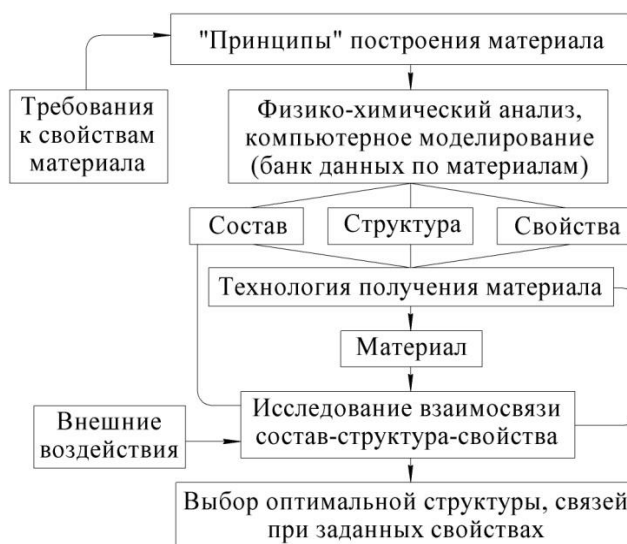 "Принципы" построения материала
Требования
к свойствам
материала
Физико-химический анализ,
компьютерное моделирование
(банк данных по материалам)
Состав
Структура
Свойства
Технология получения материала
Материал
Внешние
воздействия
Исследование взаимосвязи
состав-структура-свойства
Выбор оптимальной структуры, связей
при заданных свойствах